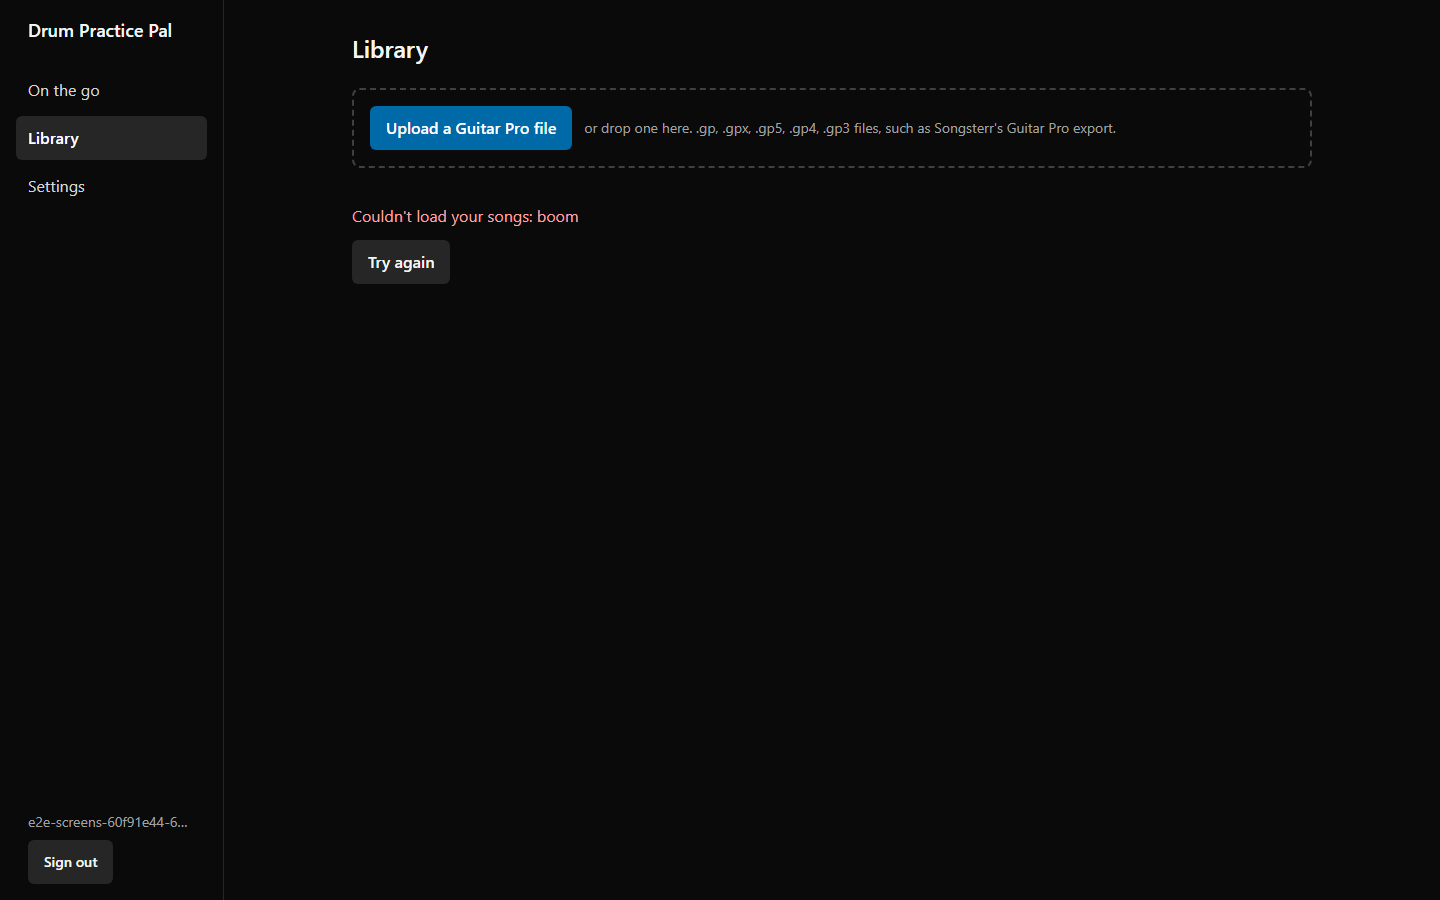 Drum Practice Pal
On the go
Library
Settings
e2e-screens-60f91e44-6...
Sign out
Library
Upload a Guitar Pro file or drop one here. .gp, .gpx, .gp5, .gp4, .gp3 files, such as Songsterr's Guitar Pro export.
Couldn't load your songs: boom
Try again